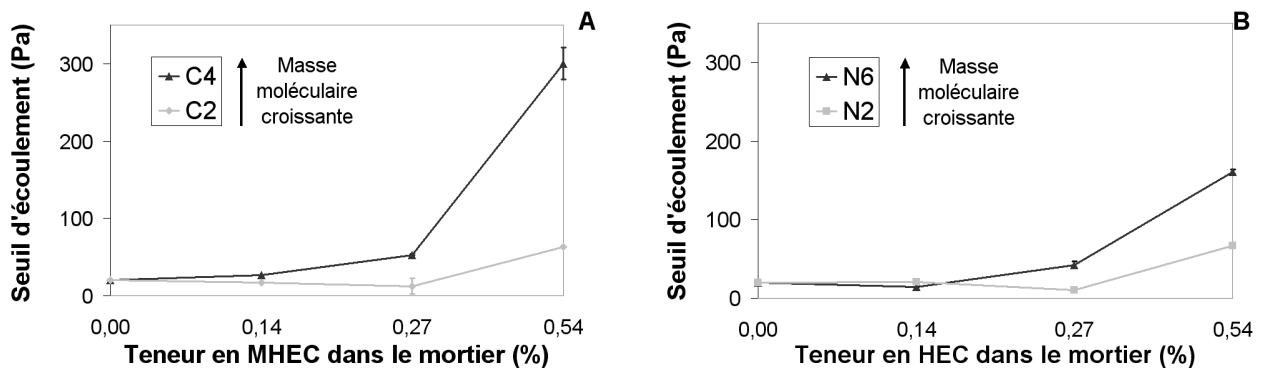 A
Seuil d'écoulement (Pa)
300
200
100
0
C4
C2
Masse
moléculaire
croissante
0,00 0,14 0,27 0,54
Teneur en MHEC dans le mortier (%)
B
Seuil d'écoulement (Pa)
300
200
100
0
N6
N2
Masse
moléculaire
croissante
0,00 0,14 0,27 0,54
Teneur en HEC dans le mortier (%)